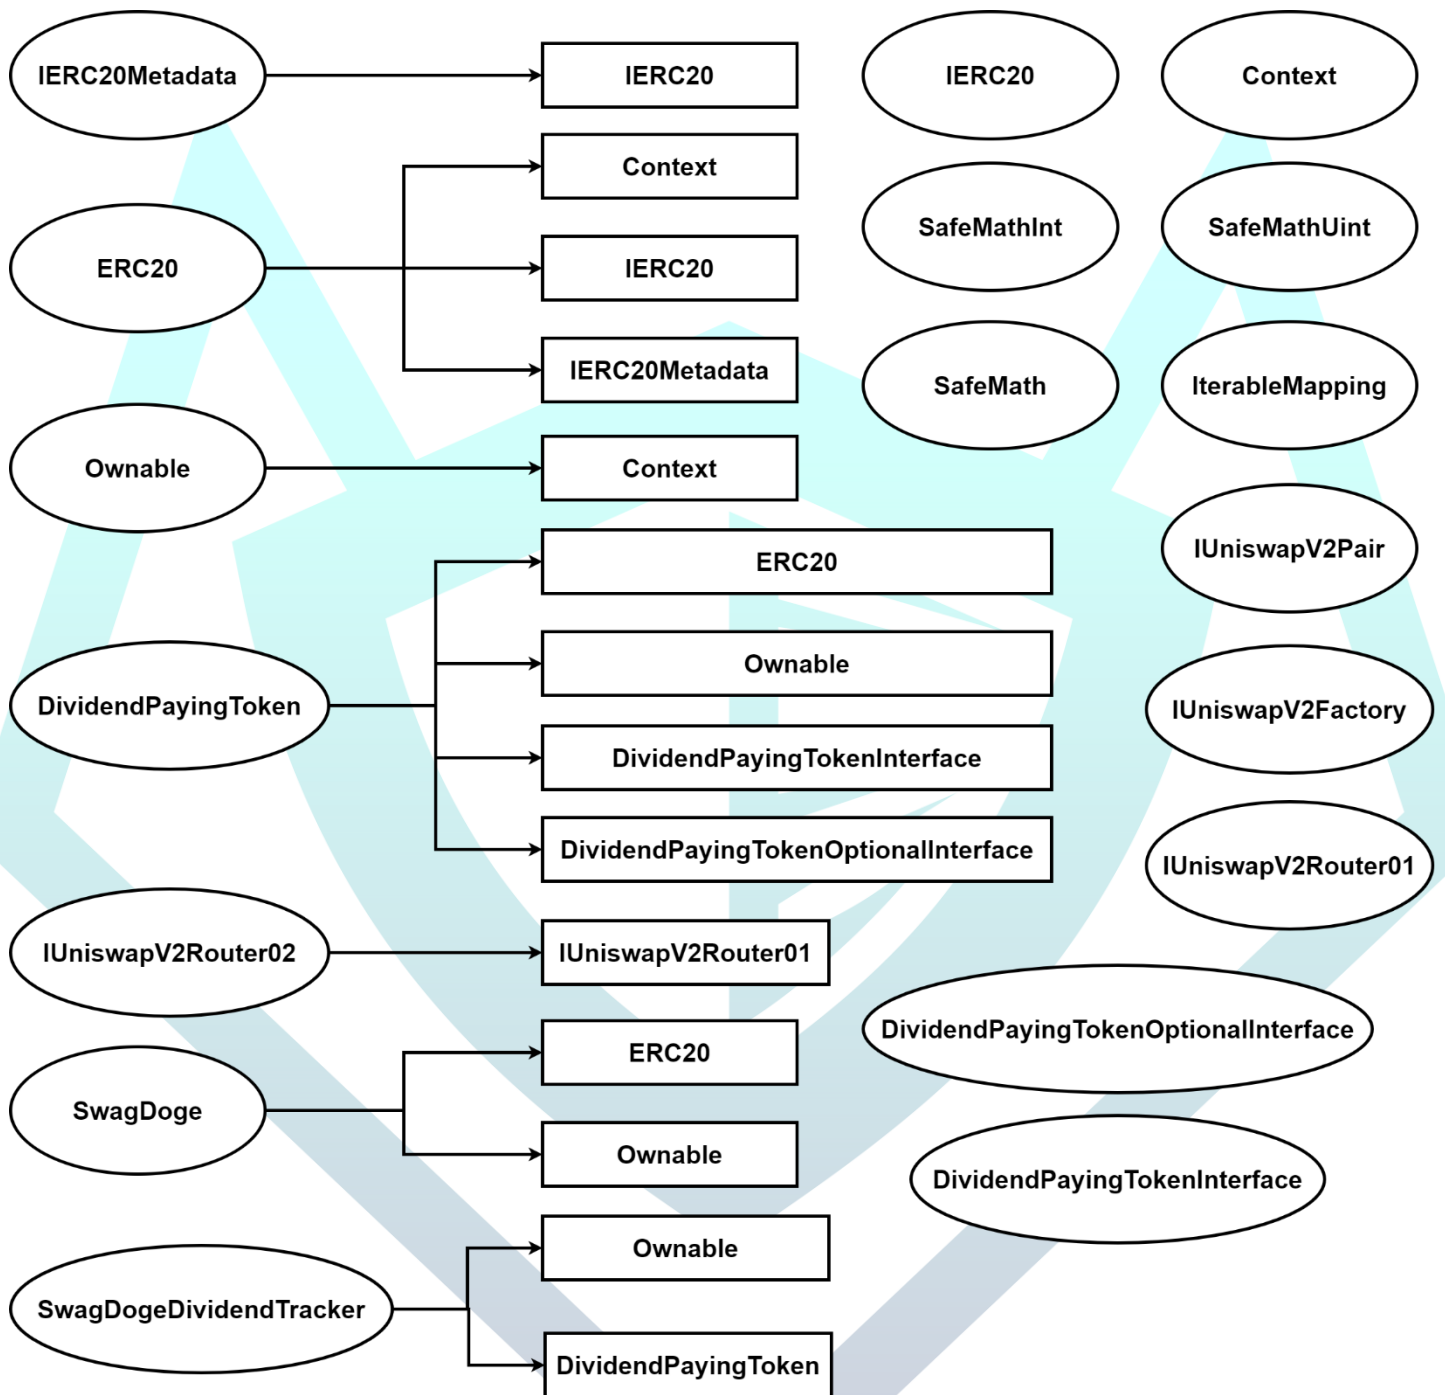 IERC20Metadata
IERC20
IERC20
Context
Context
ERC20
IERC20
IERC20Metadata
SafeMathInt
SafeMathUint
SafeMath
IterableMapping
Ownable
Context
IUniswapV2Pair
DividendPayingToken
ERC20
Ownable
DividendPayingTokenInterface
DividendPayingTokenOptionalInterface
IUniswapV2Factory
IUniswapV2Router01
IUniswapV2Router02
IUniswapV2Router01
DividendPayingTokenOptionalInterface
SwagDoge
ERC20
Ownable
DividendPayingTokenInterface
SwagDogeDividendTracker
Ownable
DividendPayingToken